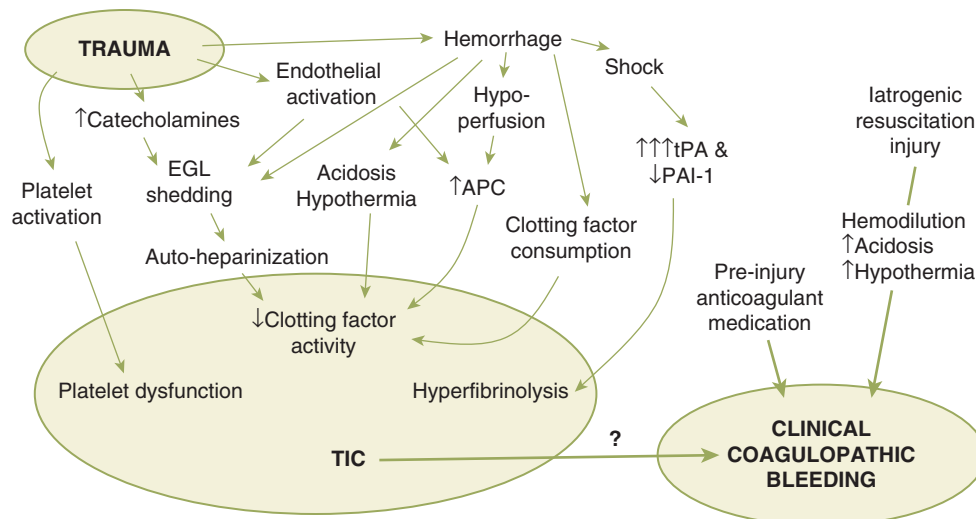 TRAUMA
Hemorrhage
Endothelial
activation
Shock
↑Catecholamines
Hypo-
perfusion
Iatrogenic
resuscitation
injury
EGL
shedding
Acidosis
Hypothermia
↑APC
↑↑↑tPA &
↓PAI-1
Platelet
activation
Clotting factor
consumption
Hemodilution
↑Acidosis
↑Hypothermia
Auto-heparinization
Pre-injury
anticoagulant
medication
↓Clotting factor
activity
Platelet dysfunction
Hyperfibrinolysis
TIC
?
CLINICAL
COAGULOPATHIC
BLEEDING